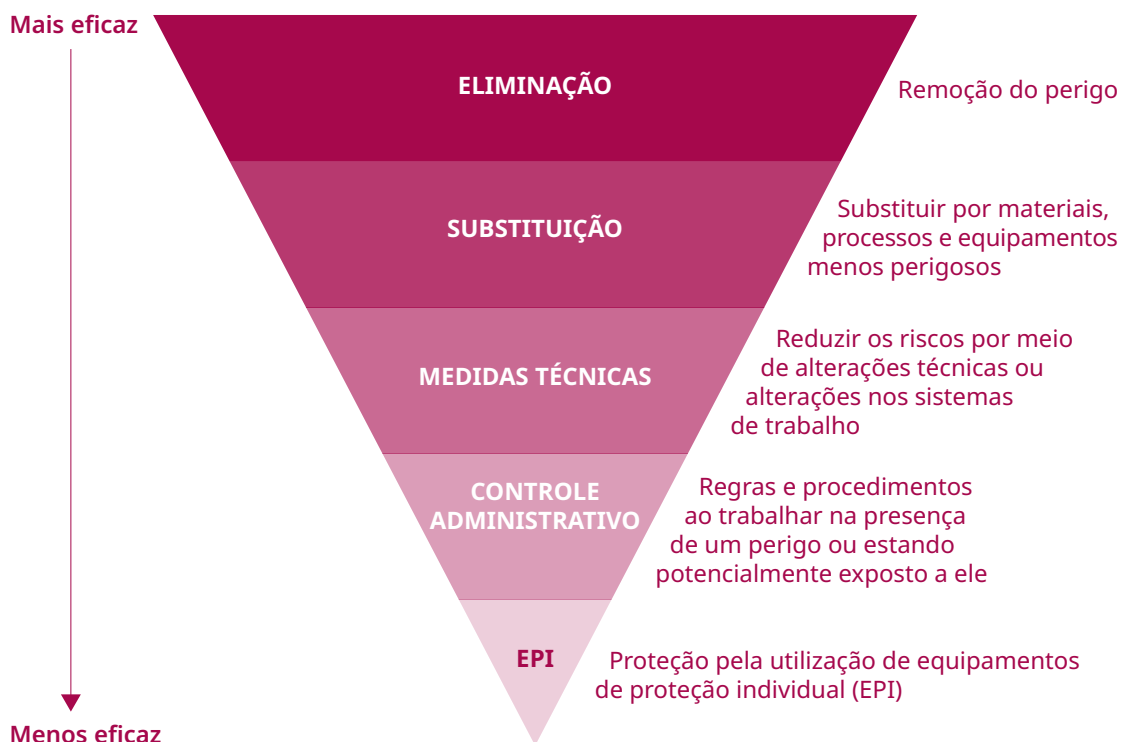 Mais eficaz
ELIMINAÇÃO
Remoção do perigo
SUBSTITUIÇÃO
Substituir por materiais,
processos e equipamentos
menos perigosos
MEDIDAS TÉCNICAS
Reduzir os riscos por meio
de alterações técnicas ou
alterações nos sistemas
de trabalho
CONTROLE
ADMINISTRATIVO
Regras e procedimentos
ao trabalhar na presença
de um perigo ou estando
potencialmente exposto a ele
EPI
Proteção pela utilização de equipamentos
de proteção individual (EPI)
Menos eficaz